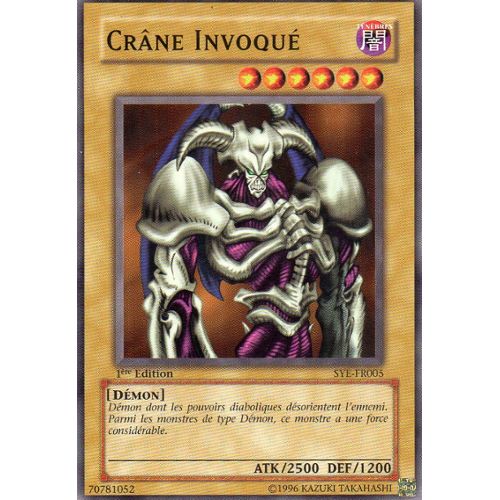 CRÂNE INVOQUÉ
TÉNÈBRES
闇
1ère Edition
SYE-FR005
[DÉMON]
Démon dont les pouvoirs diaboliques désorientent l'ennemi.
Parmi les monstres de type Démon, ce monstre a une force
considérable.
ATK/2500 DEF/1200
70781052
©1996 KAZUKI TAKAHASHI